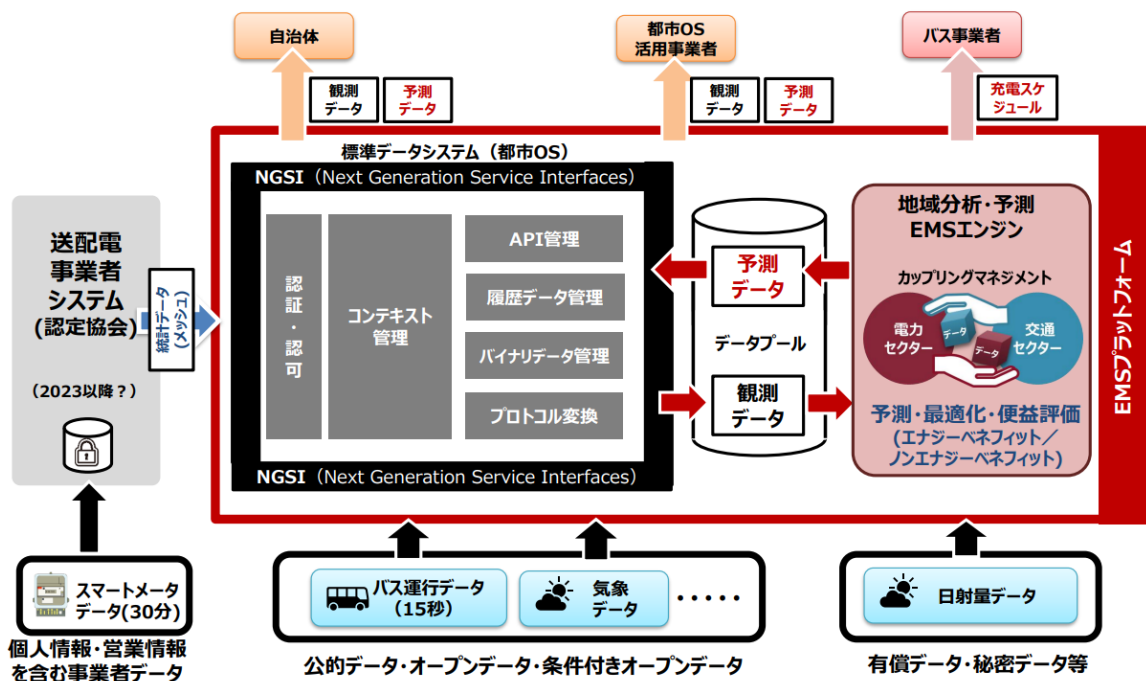 自治体
都市OS
活用事業者
バス事業者
観測
データ
予測
データ
観測
データ
予測
データ
充電スケ
ジュール
標準データシステム（都市OS）
NGSI（Next Generation Service Interfaces）
送配電
事業者
システム
(認定協会)
（2023以降？）
統計データ
(メッシュ)
認証・認可
コンテキスト
管理
API管理
履歴データ管理
バイナリデータ管理
プロトコル変換
NGSI（Next Generation Service Interfaces）
予測
データ
データプール
観測
データ
地域分析・予測
EMSエンジン
カップリングマネジメント
電力
セクター
データ
データ
交通
セクター
予測・最適化・便益評価
(エナジーベネフィット／
ノンエナジーベネフィット)
EMSプラットフォーム
スマートメータ
データ(30分)
個人情報・営業情報
を含む事業者データ
バス運行データ
（15秒）
気象
データ
・・・・・
公的データ・オープンデータ・条件付きオープンデータ
日射量データ
有償データ・秘密データ等